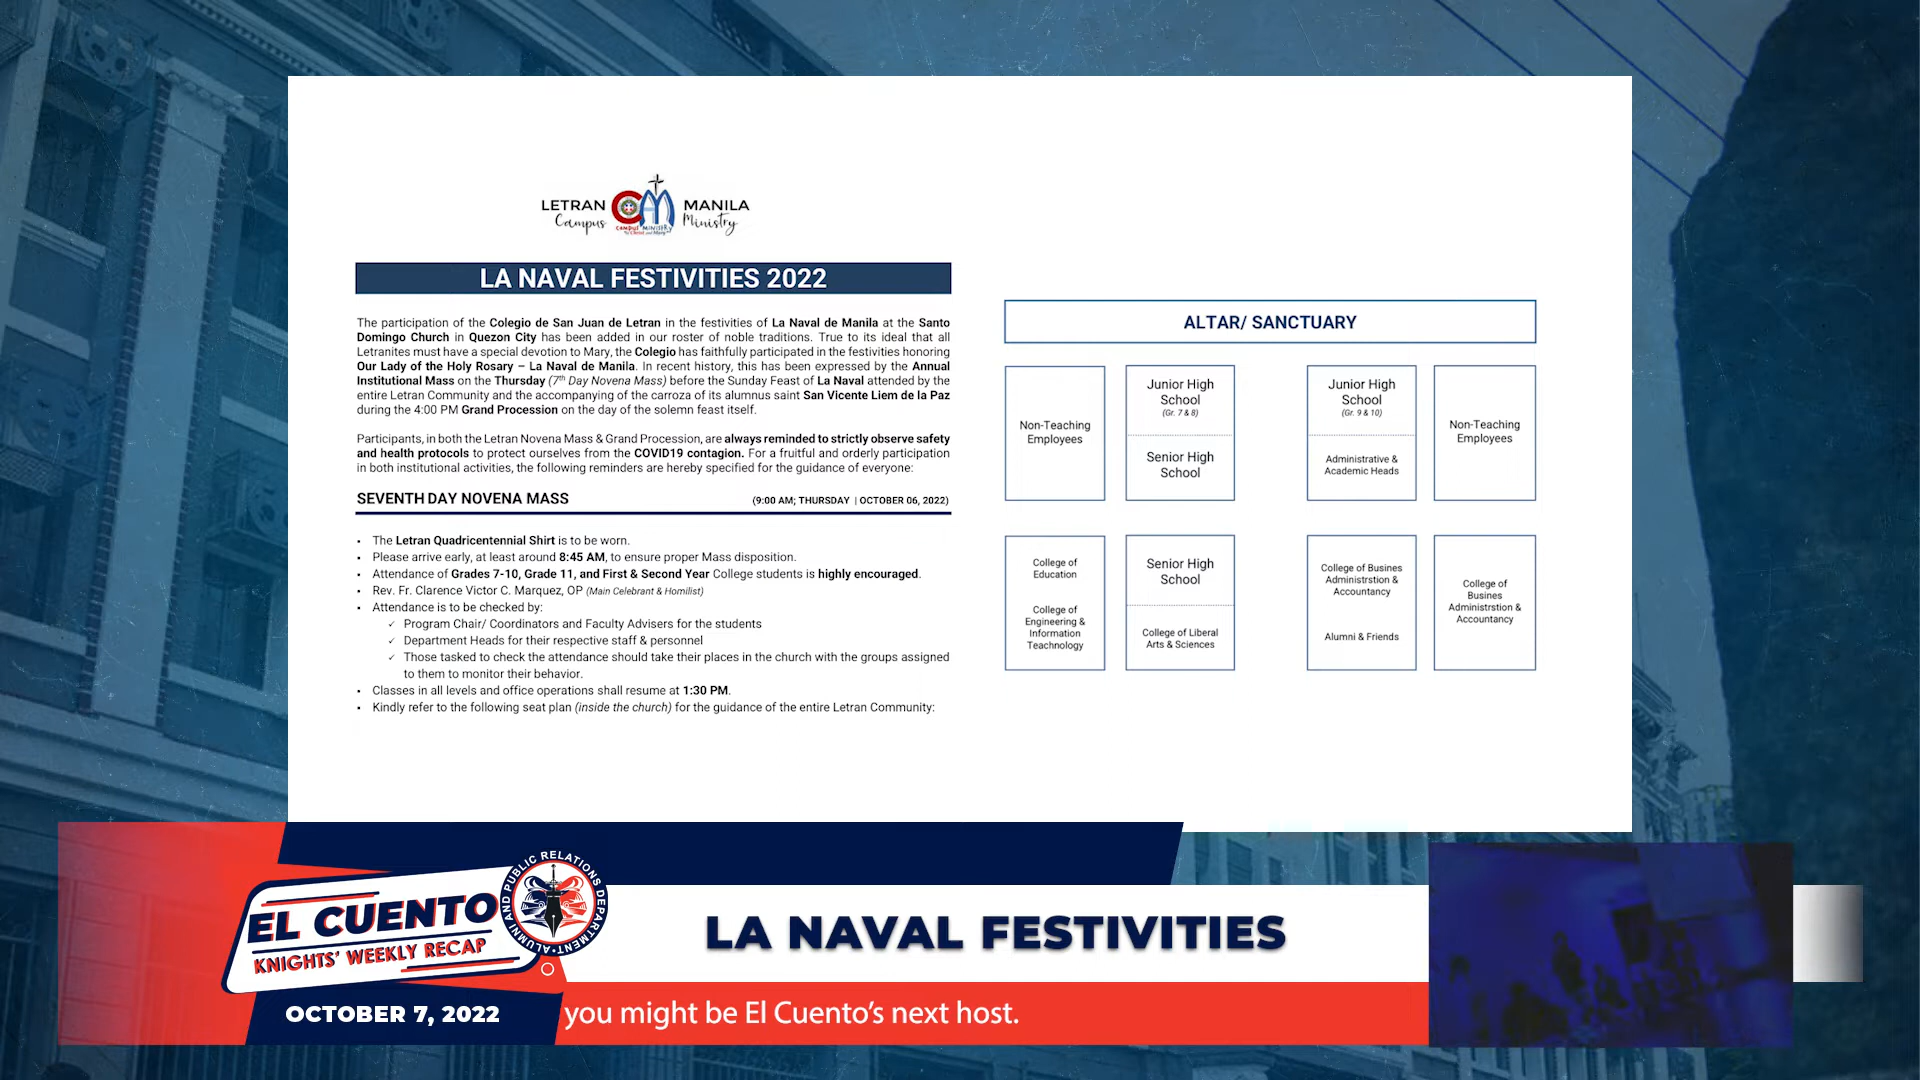 LETRAN MANILA
Campus Ministry
CAMPUS MINISTRY
LA NAVAL FESTIVITIES 2022
The participation of the Colegio de San Juan de Letran in the festivities of La Naval de Manila at the Santo
Domingo Church in Quezon City has been added in our roster of noble traditions. True to its ideal that all
Letranites must have a special devotion to Mary, the Colegio has faithfully participated in the festivities honoring
Our Lady of the Holy Rosary – La Naval de Manila. In recent history, this has been expressed by the Annual
Institutional Mass on the Thursday (7th Day Novena Mass) before the Sunday Feast of La Naval attended by the
entire Letran Community and the accompanying of the carroza of its alumnus saint San Vicente Liem de la Paz
during the 4:00 PM Grand Procession on the day of the solemn feast itself.
Participants, in both the Letran Novena Mass & Grand Procession, are always reminded to strictly observe safety
and health protocols to protect ourselves from the COVID19 contagion. For a fruitful and orderly participation
in both institutional activities, the following reminders are hereby specified for the guidance of everyone:
SEVENTH DAY NOVENA MASS (9:00 AM; THURSDAY | OCTOBER 06, 2022)
• The Letran Quadricentennial Shirt is to be worn.
• Please arrive early, at least around 8:45 AM, to ensure proper Mass disposition.
• Attendance of Grades 7-10, Grade 11, and First & Second Year College students is highly encouraged.
• Rev. Fr. Clarence Victor C. Marquez, OP (Main Celebrant & Homilist)
• Attendance is to be checked by:
✓ Program Chair/ Coordinators and Faculty Advisers for the students
✓ Department Heads for their respective staff & personnel
✓ Those tasked to check the attendance should take their places in the church with the groups assigned
to them to monitor their behavior.
• Classes in all levels and office operations shall resume at 1:30 PM.
• Kindly refer to the following seat plan (inside the church) for the guidance of the entire Letran Community:
ALTAR/ SANCTUARY
Non-Teaching
Employees
Junior High
School
(Gr. 7 & 8)
Senior High
School
Junior High
School
(Gr. 9 & 10)
Administrative &
Academic Heads
Non-Teaching
Employees
College of
Education
College of
Engineering &
Information
Teachnology
Senior High
School
College of Liberal
Arts & Sciences
College of Busines
Administrstion &
Accountancy
Alumni & Friends
College of
Busines
Administrstion &
Accountancy
EL CUENTO
KNIGHTS' WEEKLY RECAP
ALUMNI AND PUBLIC RELATIONS DEPARTMENT
LA NAVAL FESTIVITIES
OCTOBER 7, 2022
you might be El Cuento's next host.